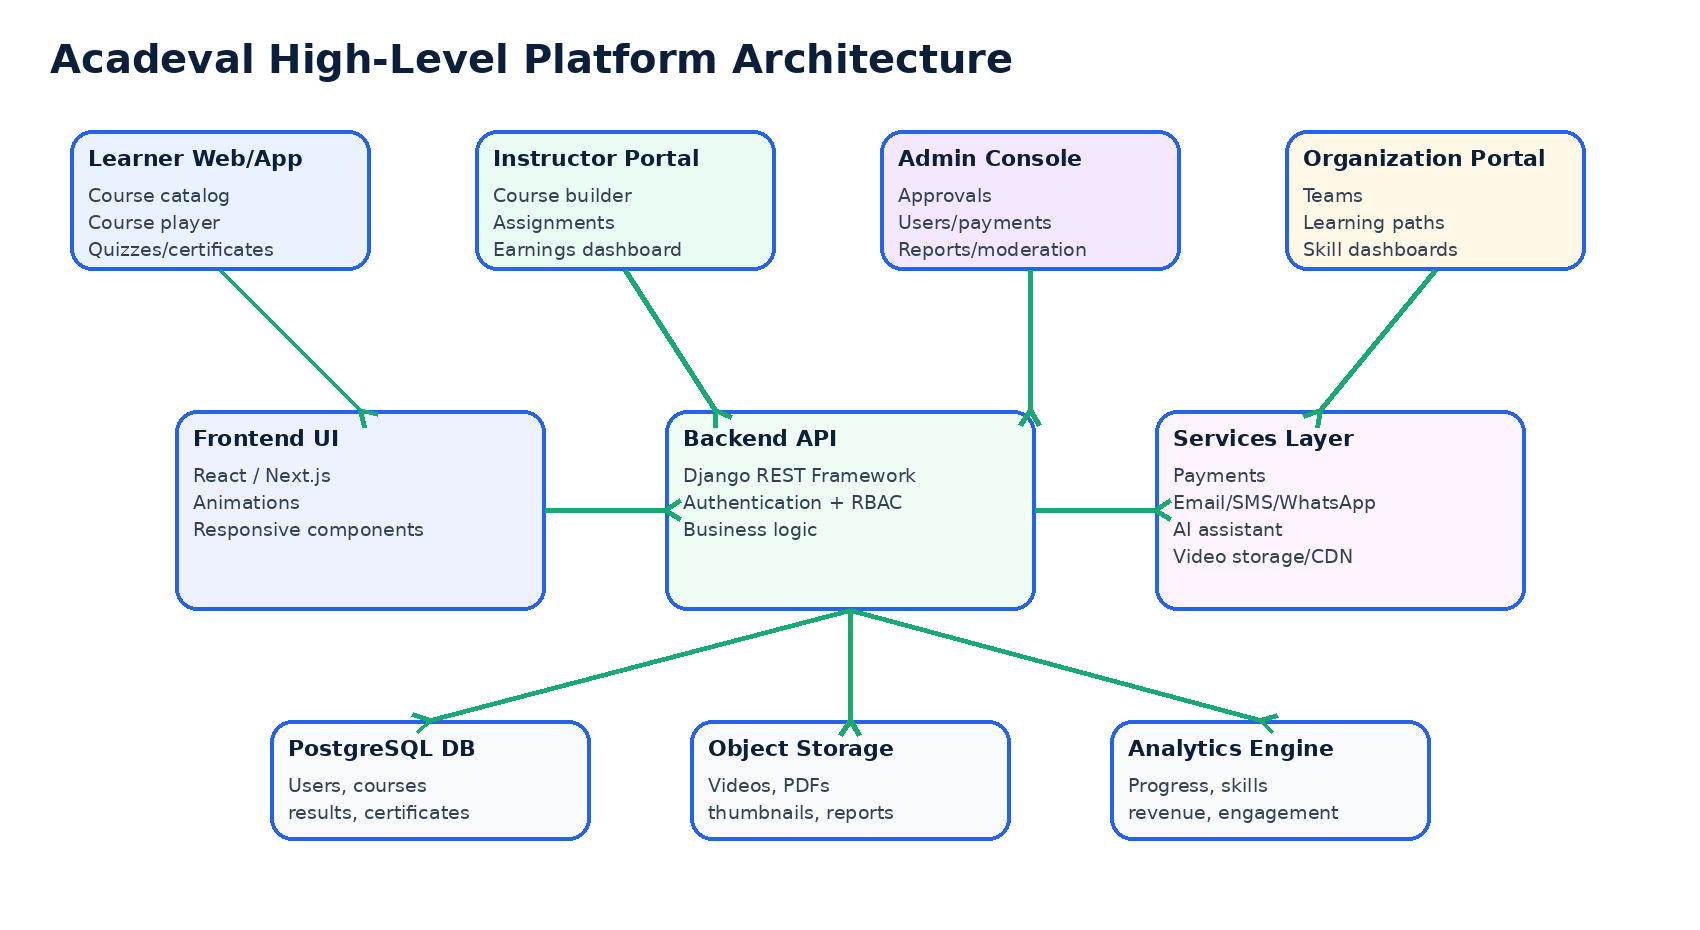 Acadeval High-Level Platform Architecture
Learner Web/App
Course catalog
Course player
Quizzes/certificates
Instructor Portal
Course builder
Assignments
Earnings dashboard
Admin Console
Approvals
Users/payments
Reports/moderation
Organization Portal
Teams
Learning paths
Skill dashboards
Frontend UI
React / Next.js
Animations
Responsive components
Backend API
Django REST Framework
Authentication + RBAC
Business logic
Services Layer
Payments
Email/SMS/WhatsApp
AI assistant
Video storage/CDN
PostgreSQL DB
Users, courses
results, certificates
Object Storage
Videos, PDFs
thumbnails, reports
Analytics Engine
Progress, skills
revenue, engagement